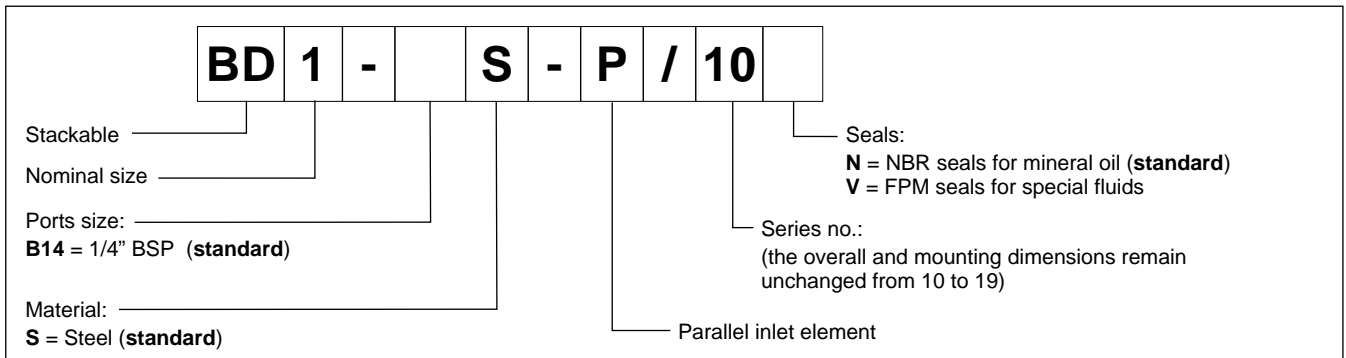 BD 1 - S - P / 10
Stackable
Nominal size
Ports size:
B14 = 1/4” BSP (standard)
Material:
S = Steel (standard)
Seals:
N = NBR seals for mineral oil (standard)
V = FPM seals for special fluids
Series no.:
(the overall and mounting dimensions remain
unchanged from 10 to 19)
Parallel inlet element